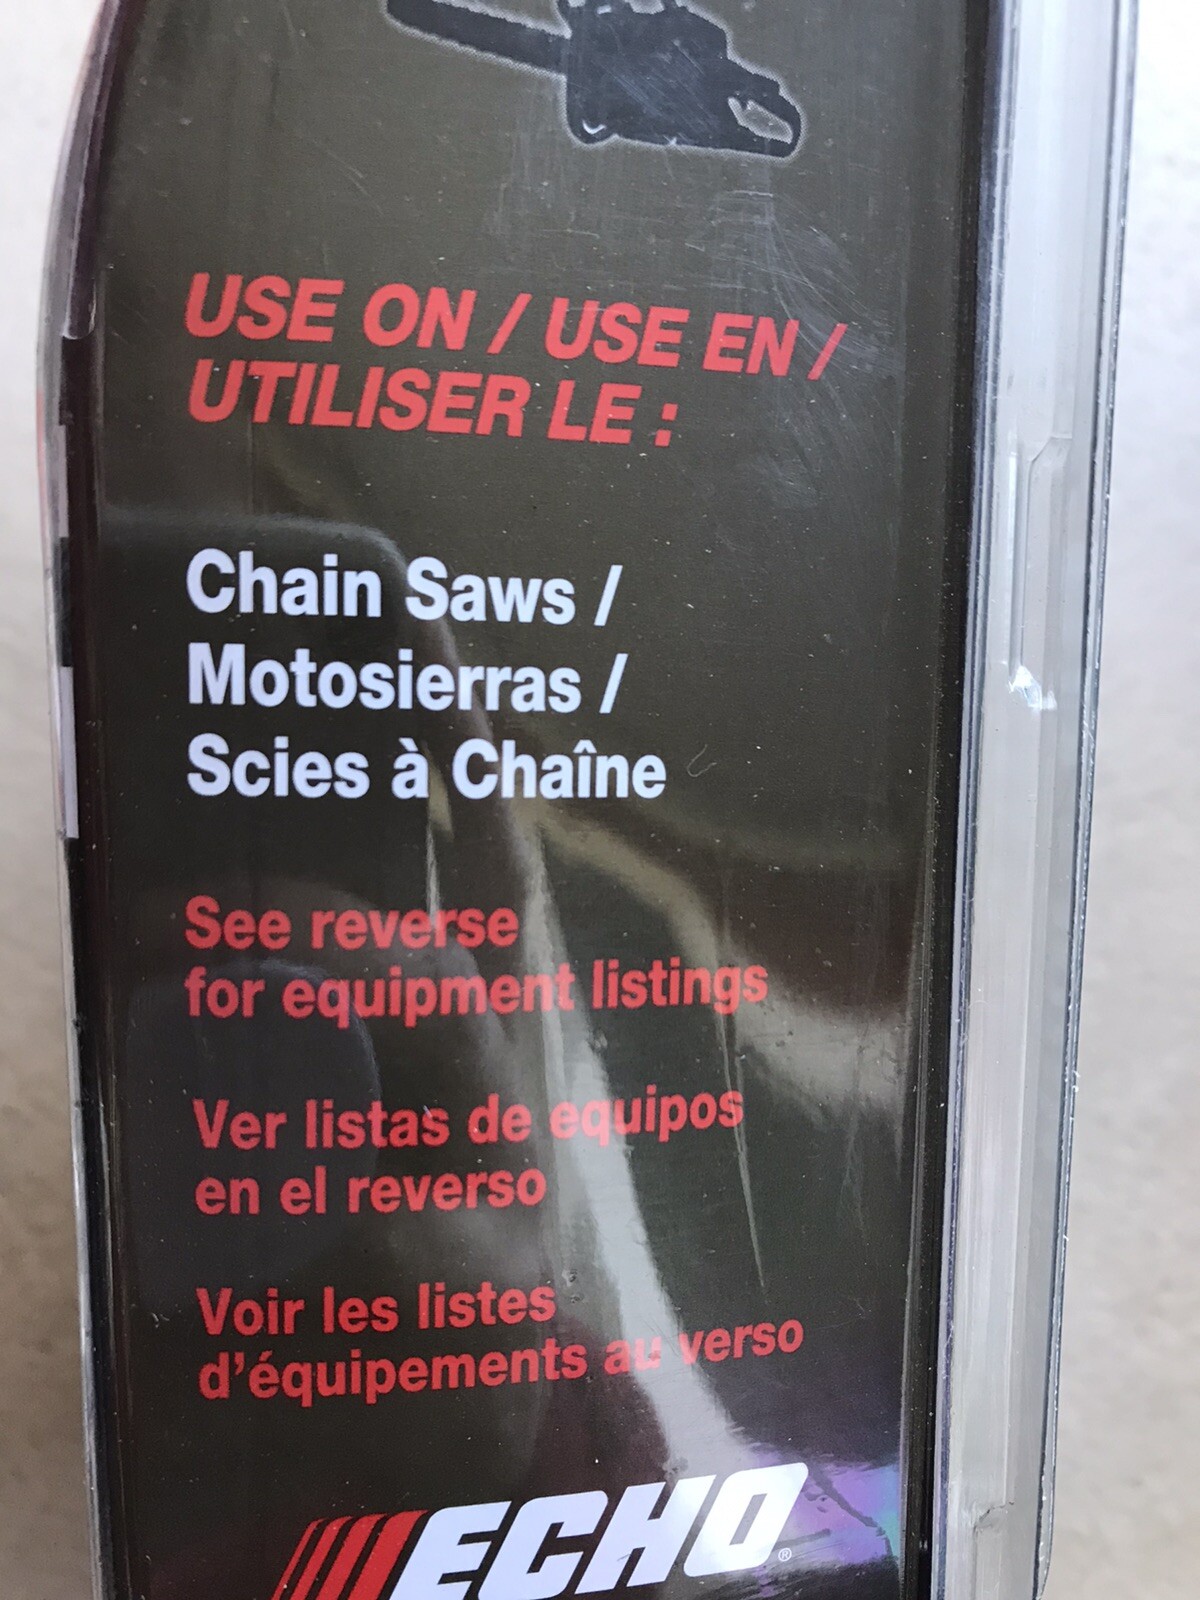 USE ON / USE EN /
UTILISER LE :
Chain Saws /
Motosierras /
Scies à Chaîne
See reverse
for equipment listings
Ver listas de equipos
en el reverso
Voir les listes
d'équipements au verso
ECHO®